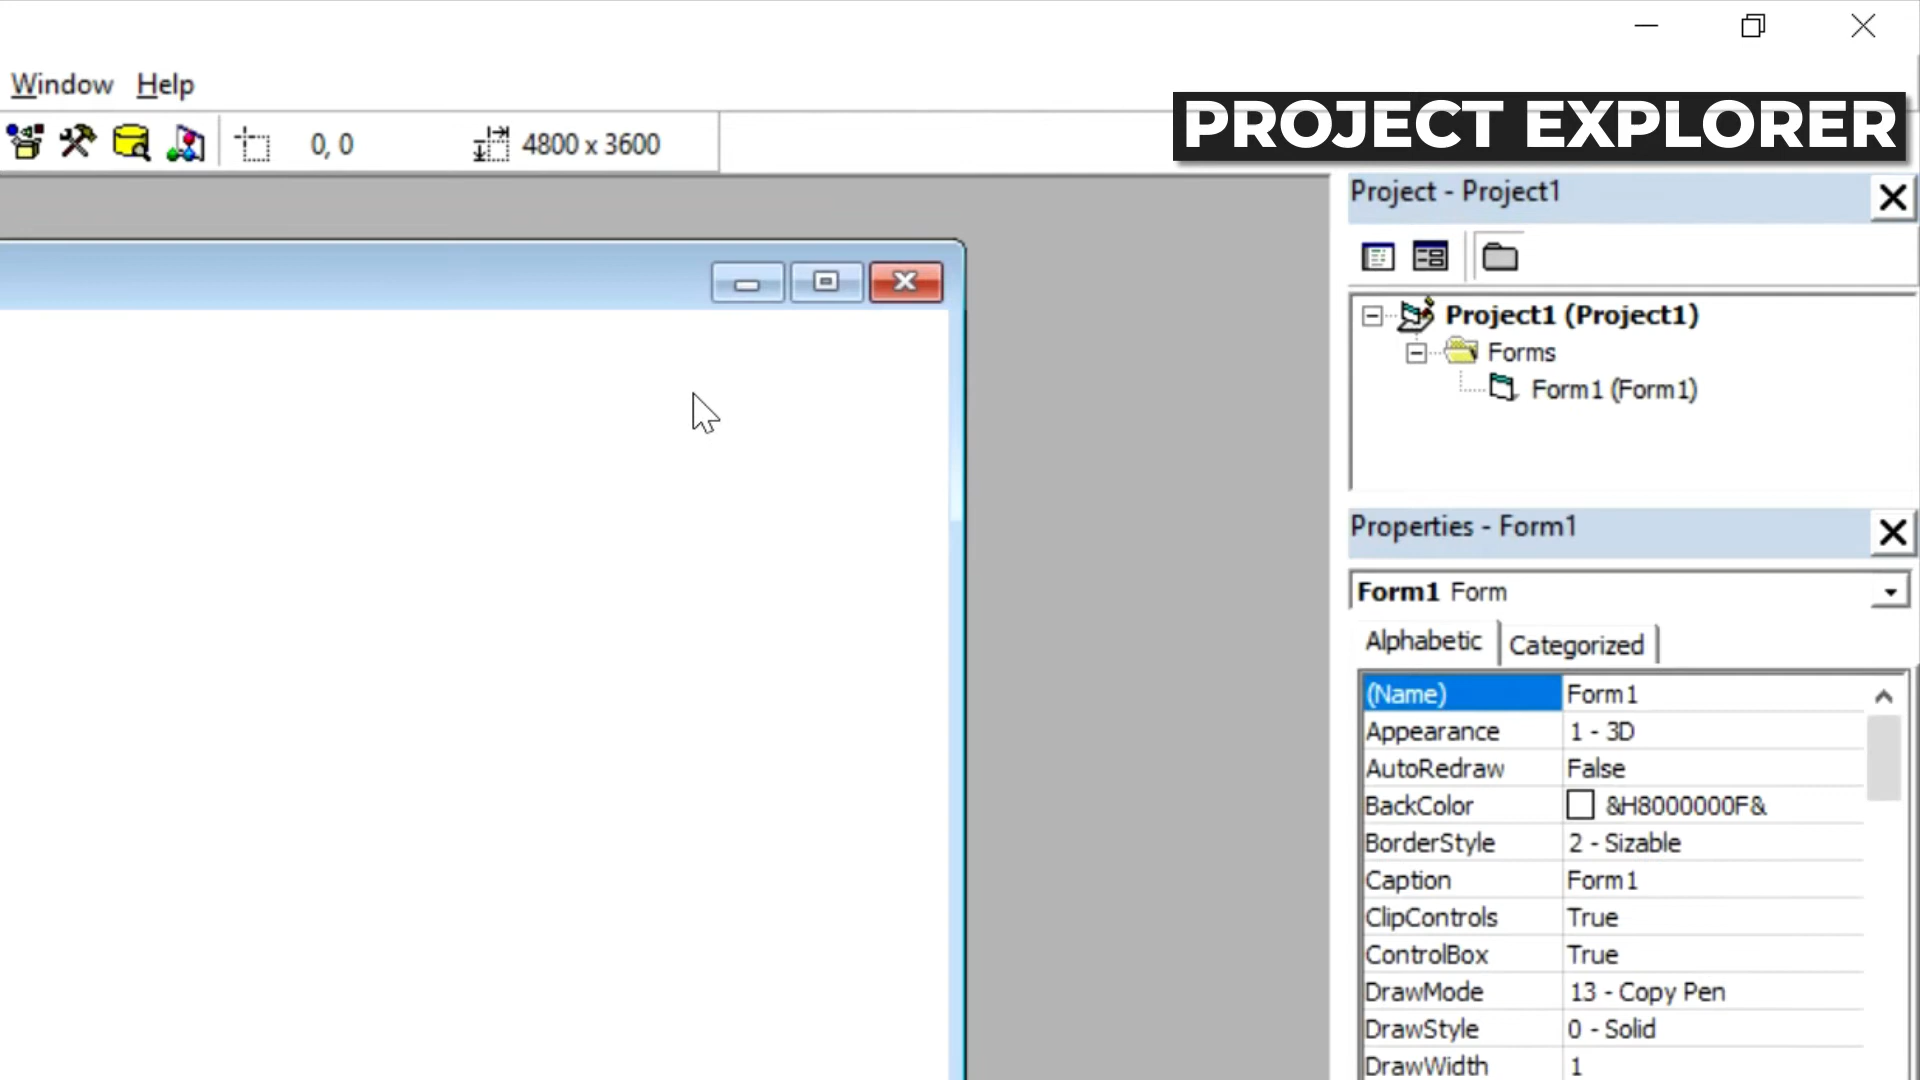 Window Help
PROJECT EXPLORER
0, 0 4800 x 3600
Project - Project1
Project1 (Project1)
Forms
Form1 (Form1)
Properties - Form1
Form1 Form
Alphabetic Categorized
(Name) Form1
Appearance 1 - 3D
AutoRedraw False
BackColor &H8000000F&
BorderStyle 2 - Sizable
Caption Form1
ClipControls True
ControlBox True
DrawMode 13 - Copy Pen
DrawStyle 0 - Solid
DrawWidth 1